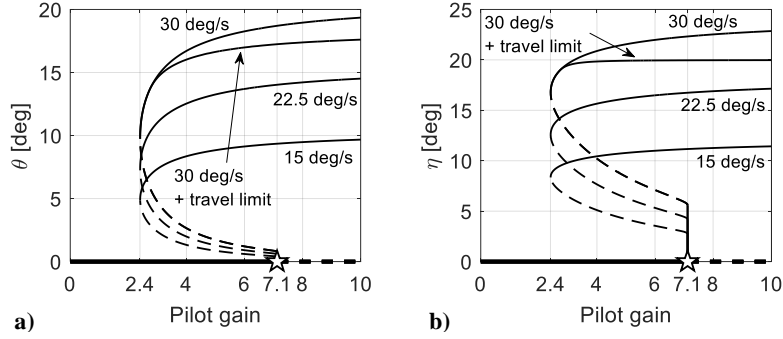 20
15
10
5
0
θ [deg]
30 deg/s
22.5 deg/s
15 deg/s
30 deg/s
+ travel limit
0 2.4 4 6 7.1 8 10
Pilot gain
a)
25
20
15
10
5
0
η [deg]
30 deg/s
+ travel limit
30 deg/s
22.5 deg/s
15 deg/s
0 2.4 4 6 7.1 8 10
Pilot gain
b)